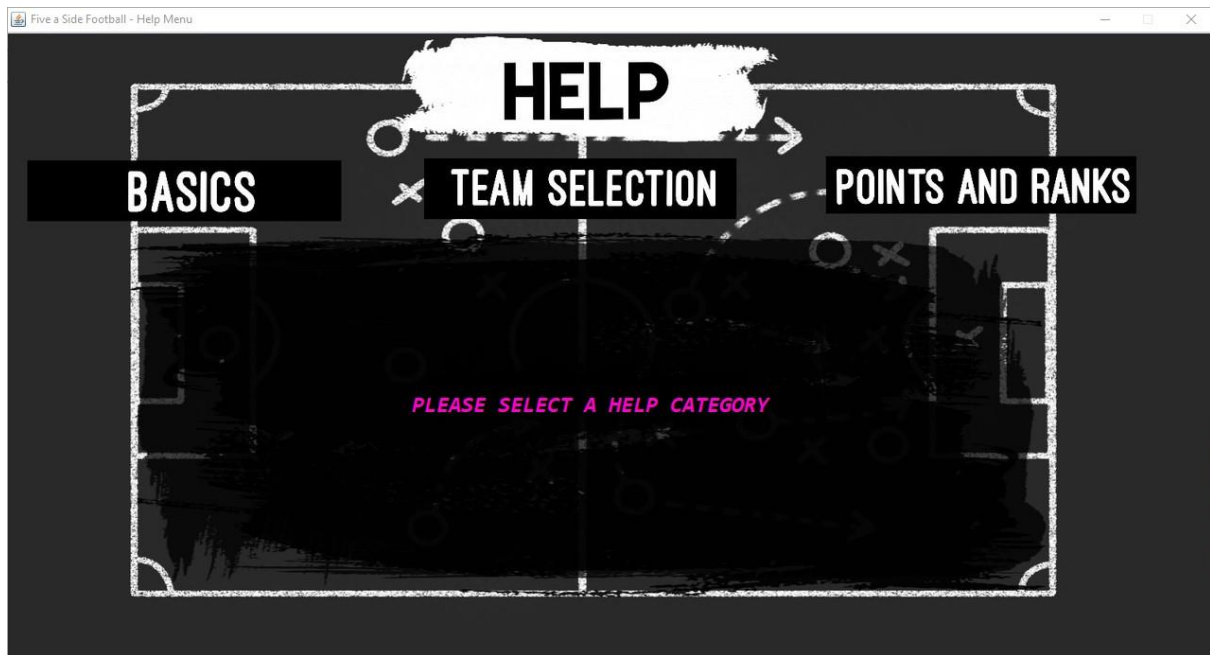 Five a Side Football - Help Menu
HELP
BASICS
TEAM SELECTION
POINTS AND RANKS
PLEASE SELECT A HELP CATEGORY